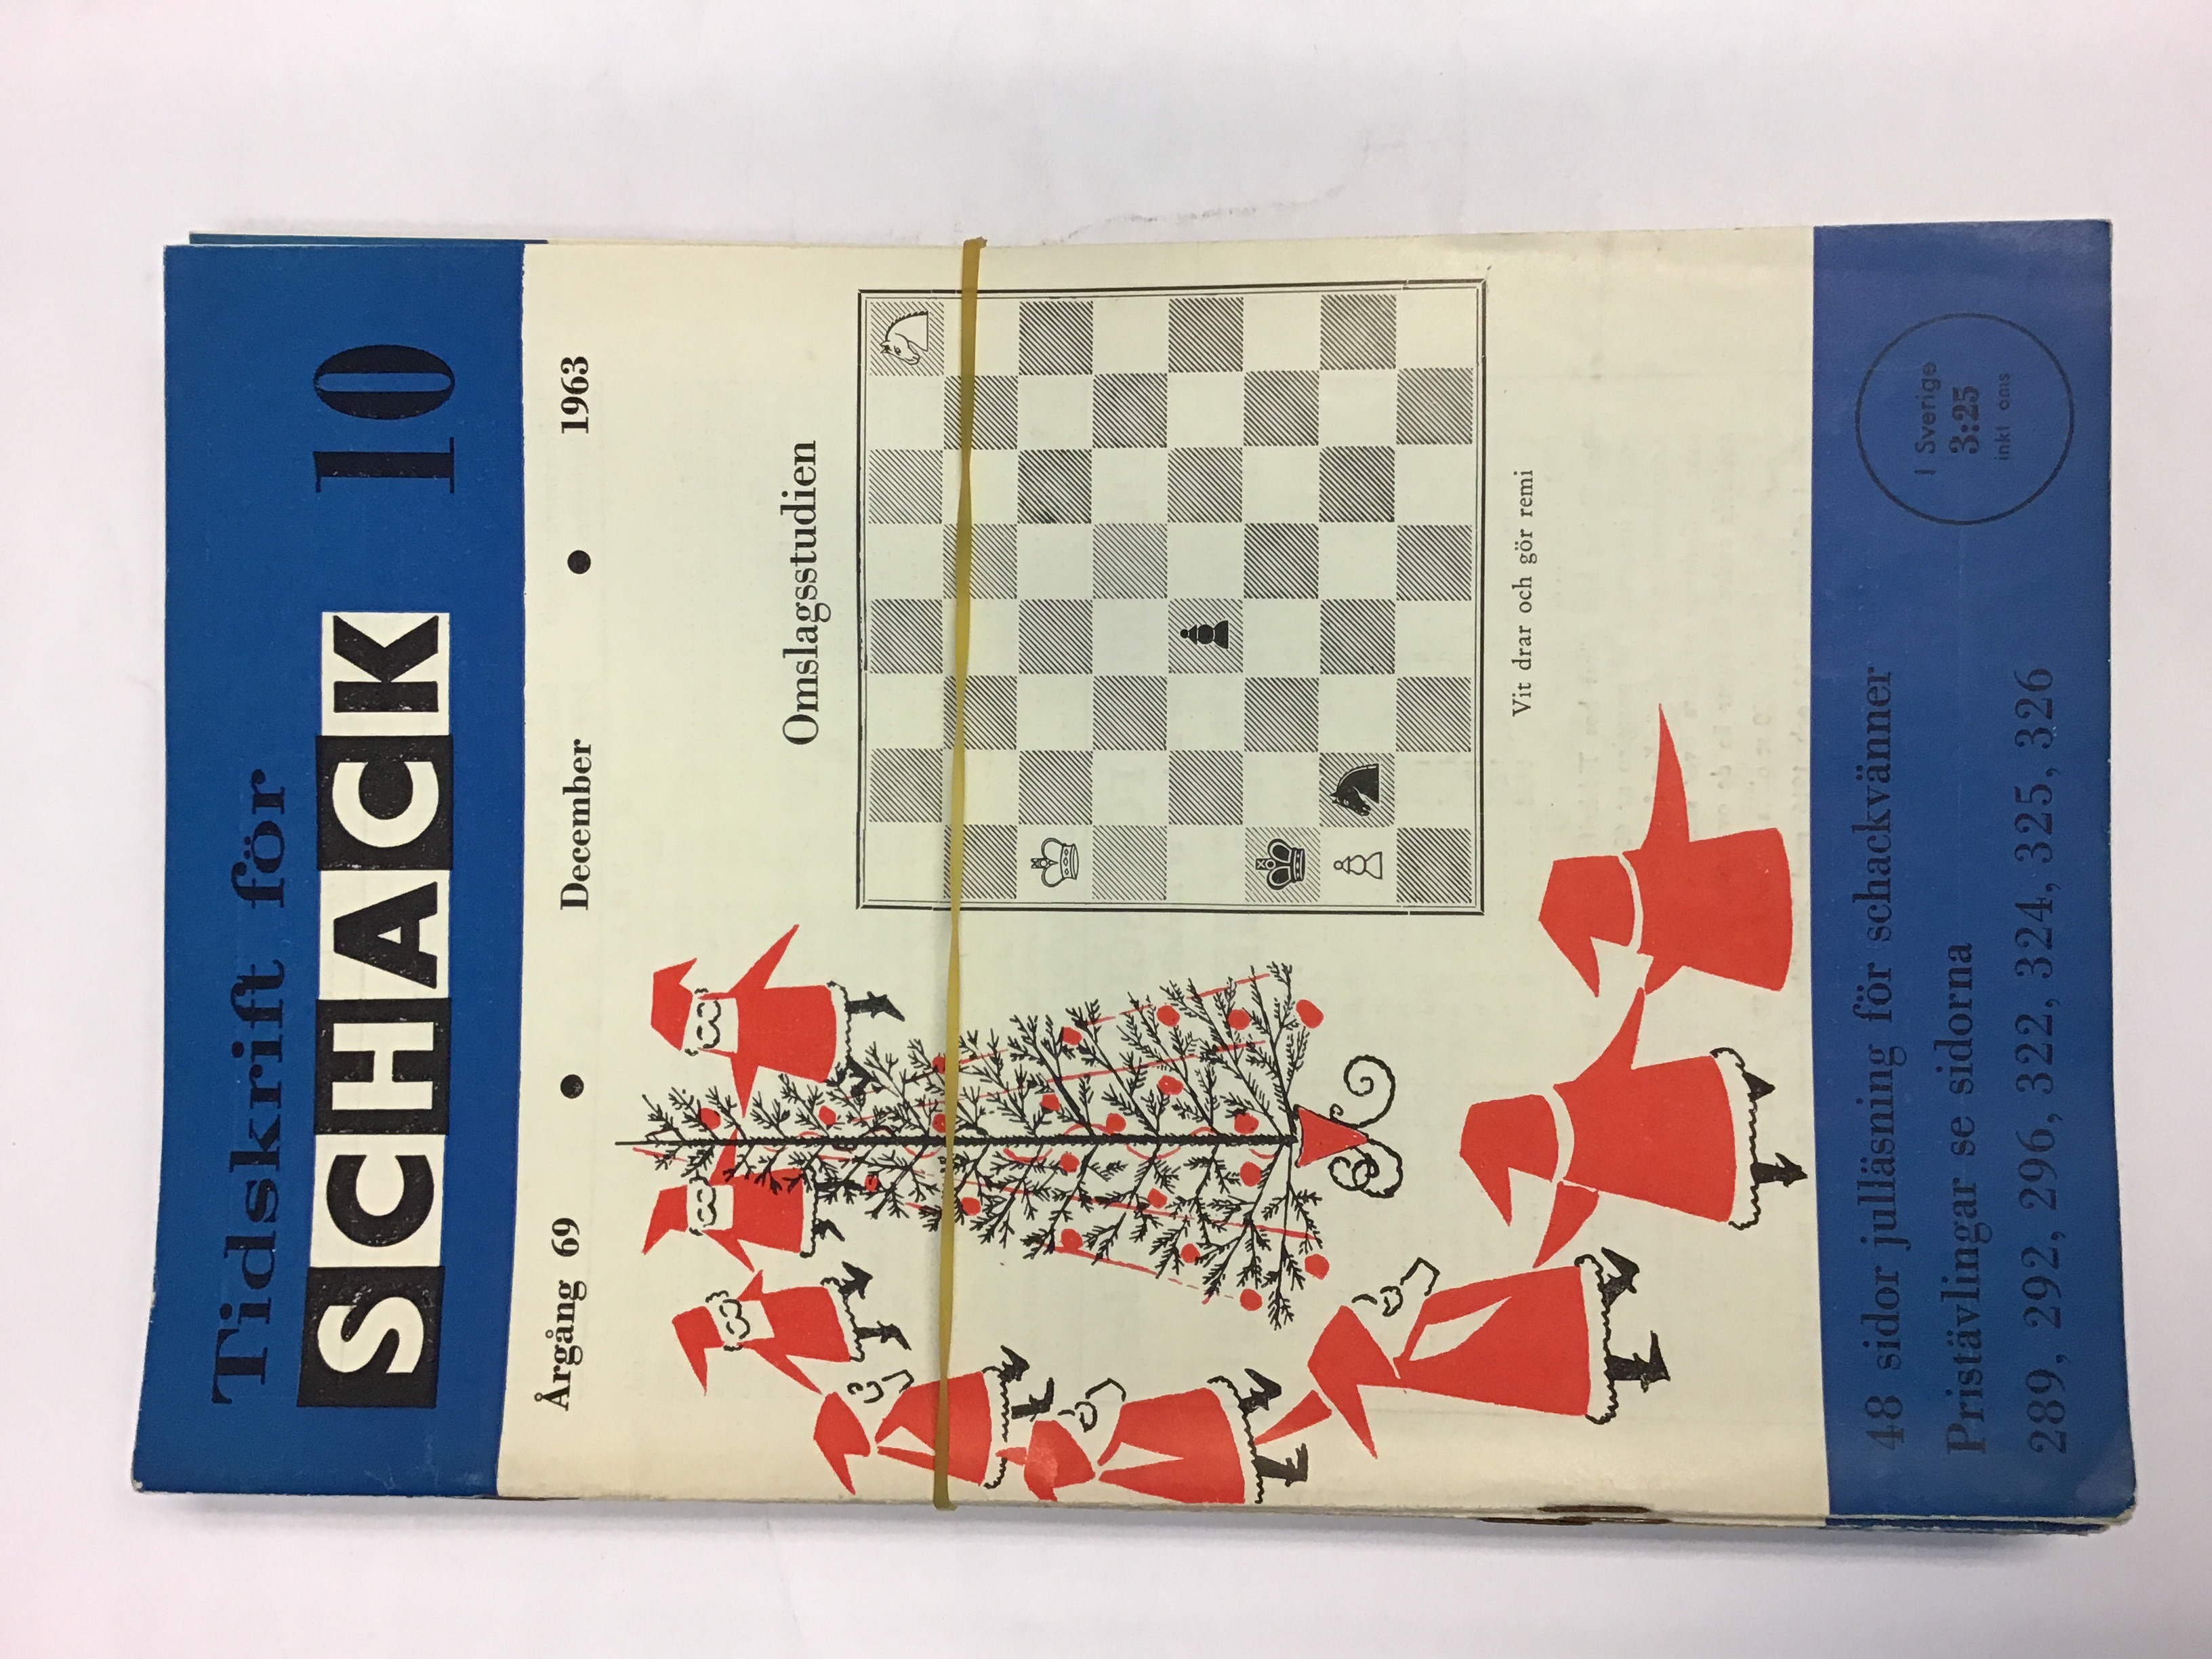 Tidskrift för
SCHACK 10
Årgång 69 • December • 1963
Omslagsstudien
Vit drar och gör remi
48 sidor julläsning för schackvänner
Pristävlingar se sidorna
289, 292, 296, 322, 324, 325, 326
I Sverige
3:25
inkl oms